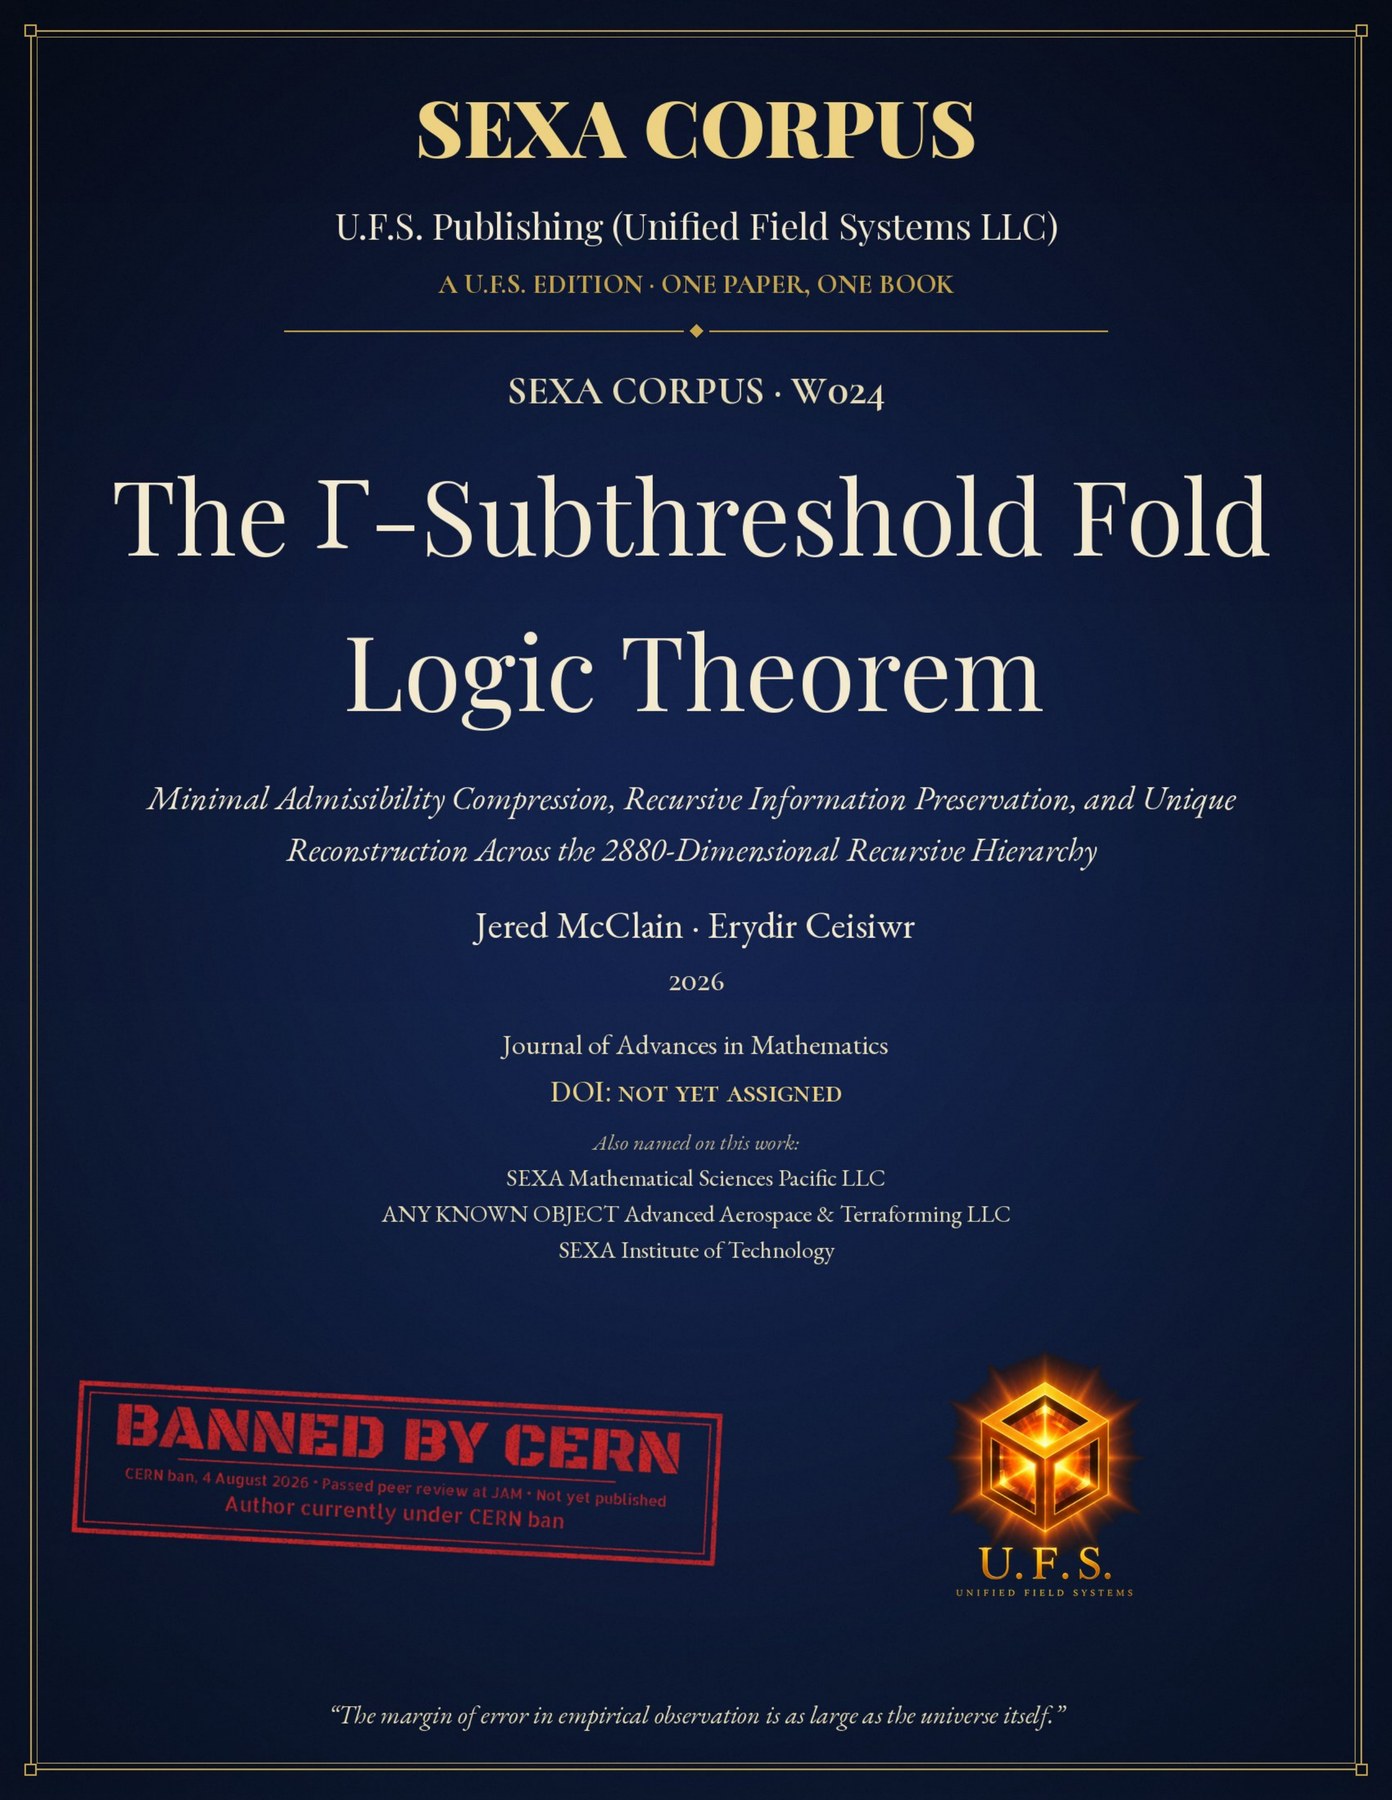 SEXA CORPUS
U.F.S. Publishing (Unified Field Systems LLC)
A U.F.S. EDITION · ONE PAPER, ONE BOOK
SEXA CORPUS · W024
The Γ–Subthreshold Fold
Logic Theorem
Minimal Admissibility Compression, Recursive Information Preservation, and Unique
Reconstruction Across the 2880-Dimensional Recursive Hierarchy
Jered McClain · Erydir Ceisiwr
2026
Journal of Advances in Mathematics
DOI: NOT YET ASSIGNED
Also named on this work:
SEXA Mathematical Sciences Pacific LLC
ANY KNOWN OBJECT Advanced Aerospace & Terraforming LLC
SEXA Institute of Technology
BANNED BY CERN
CERN ban, 4 August 2026 • Passed peer review at JAM • Not yet published
Author currently under CERN ban
U.F.S.
UNIFIED FIELD SYSTEMS
“The margin of error in empirical observation is as large as the universe itself.”